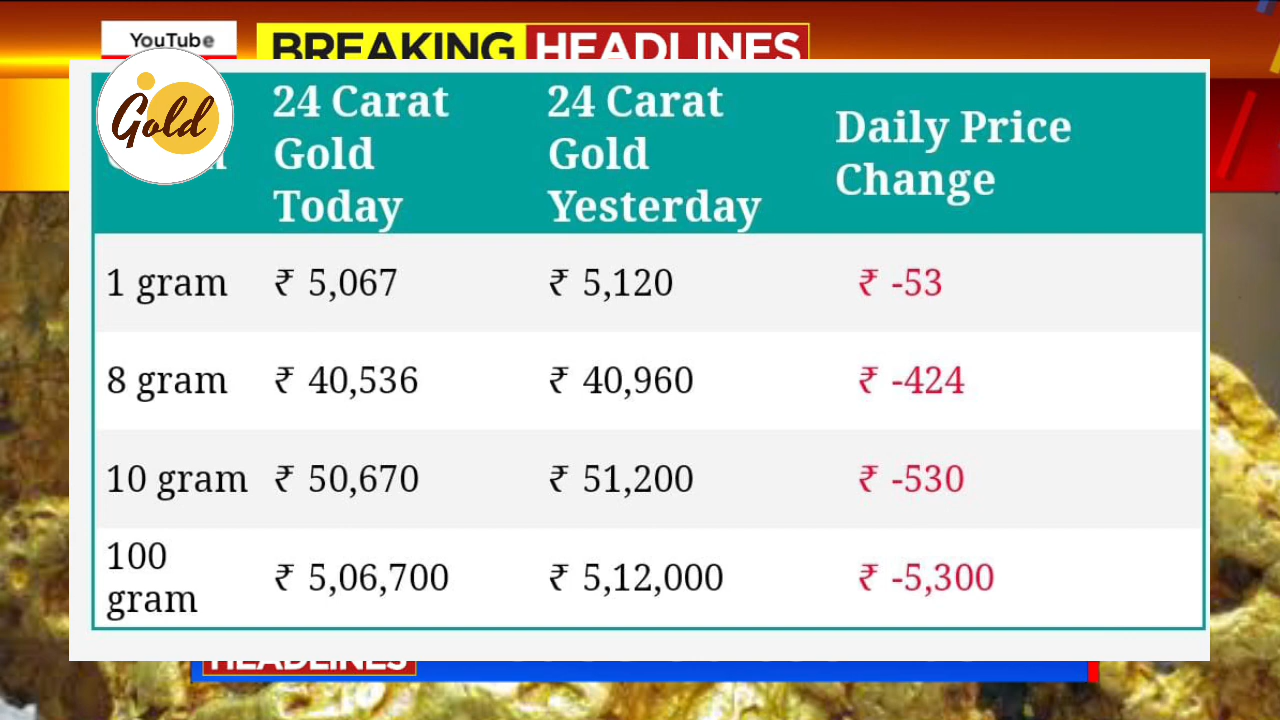 YouTube
BREAKING HEADLINES
Gold
24 Carat
Gold
Today
24 Carat
Gold
Yesterday
Daily Price
Change
1 gram ₹ 5,067 ₹ 5,120 ₹ -53
8 gram ₹ 40,536 ₹ 40,960 ₹ -424
10 gram ₹ 50,670 ₹ 51,200 ₹ -530
100
gram ₹ 5,06,700 ₹ 5,12,000 ₹ -5,300
HEADLINES